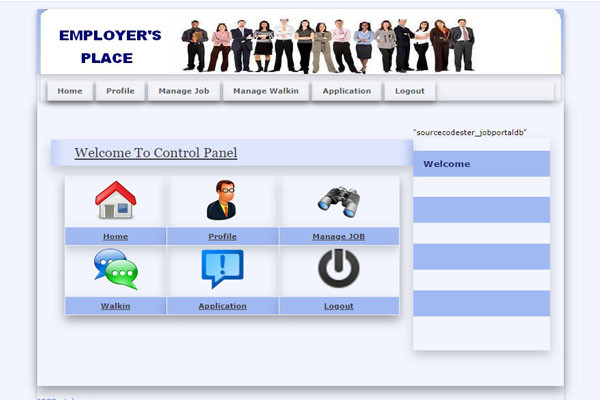 EMPLOYER'S
PLACE
Home Profile Manage Job Manage Walkin Application Logout
"sourcecodester_jobportaldb"
Welcome To Control Panel
Welcome
Home Profile Manage JOB
Walkin Application Logout